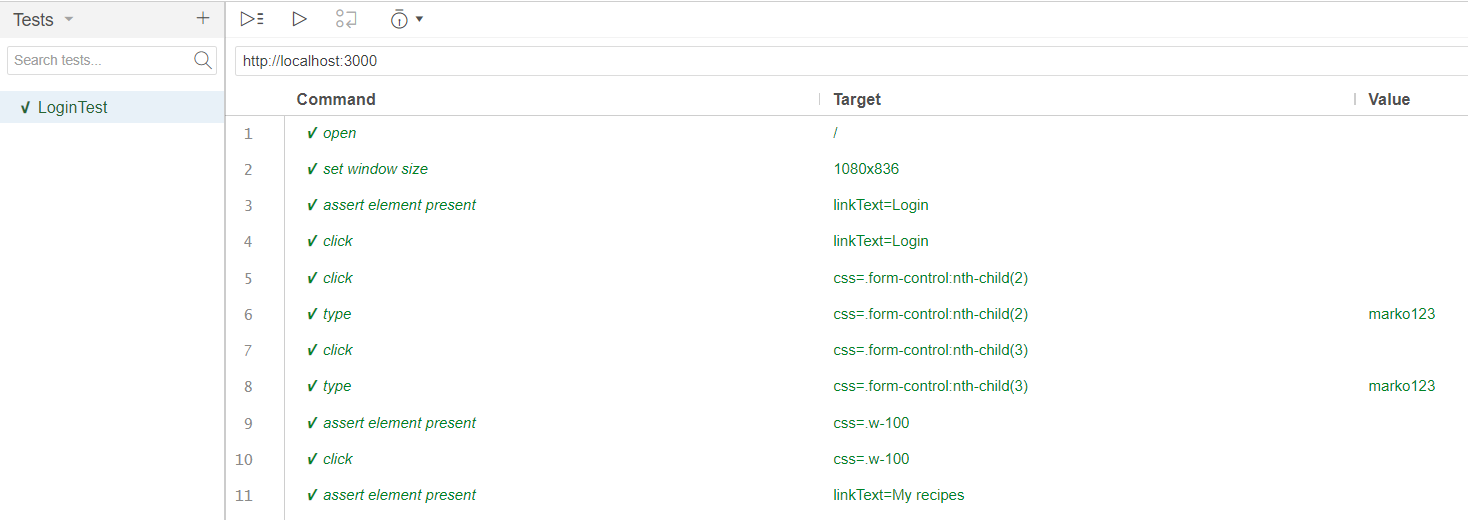 Tests +
Search tests...
http://localhost:3000
✓ LoginTest
Command Target Value
1 ✓ open /
2 ✓ set window size 1080x836
3 ✓ assert element present linkText=Login
4 ✓ click linkText=Login
5 ✓ click css=.form-control:nth-child(2)
6 ✓ type css=.form-control:nth-child(2) marko123
7 ✓ click css=.form-control:nth-child(3)
8 ✓ type css=.form-control:nth-child(3) marko123
9 ✓ assert element present css=.w-100
10 ✓ click css=.w-100
11 ✓ assert element present linkText=My recipes